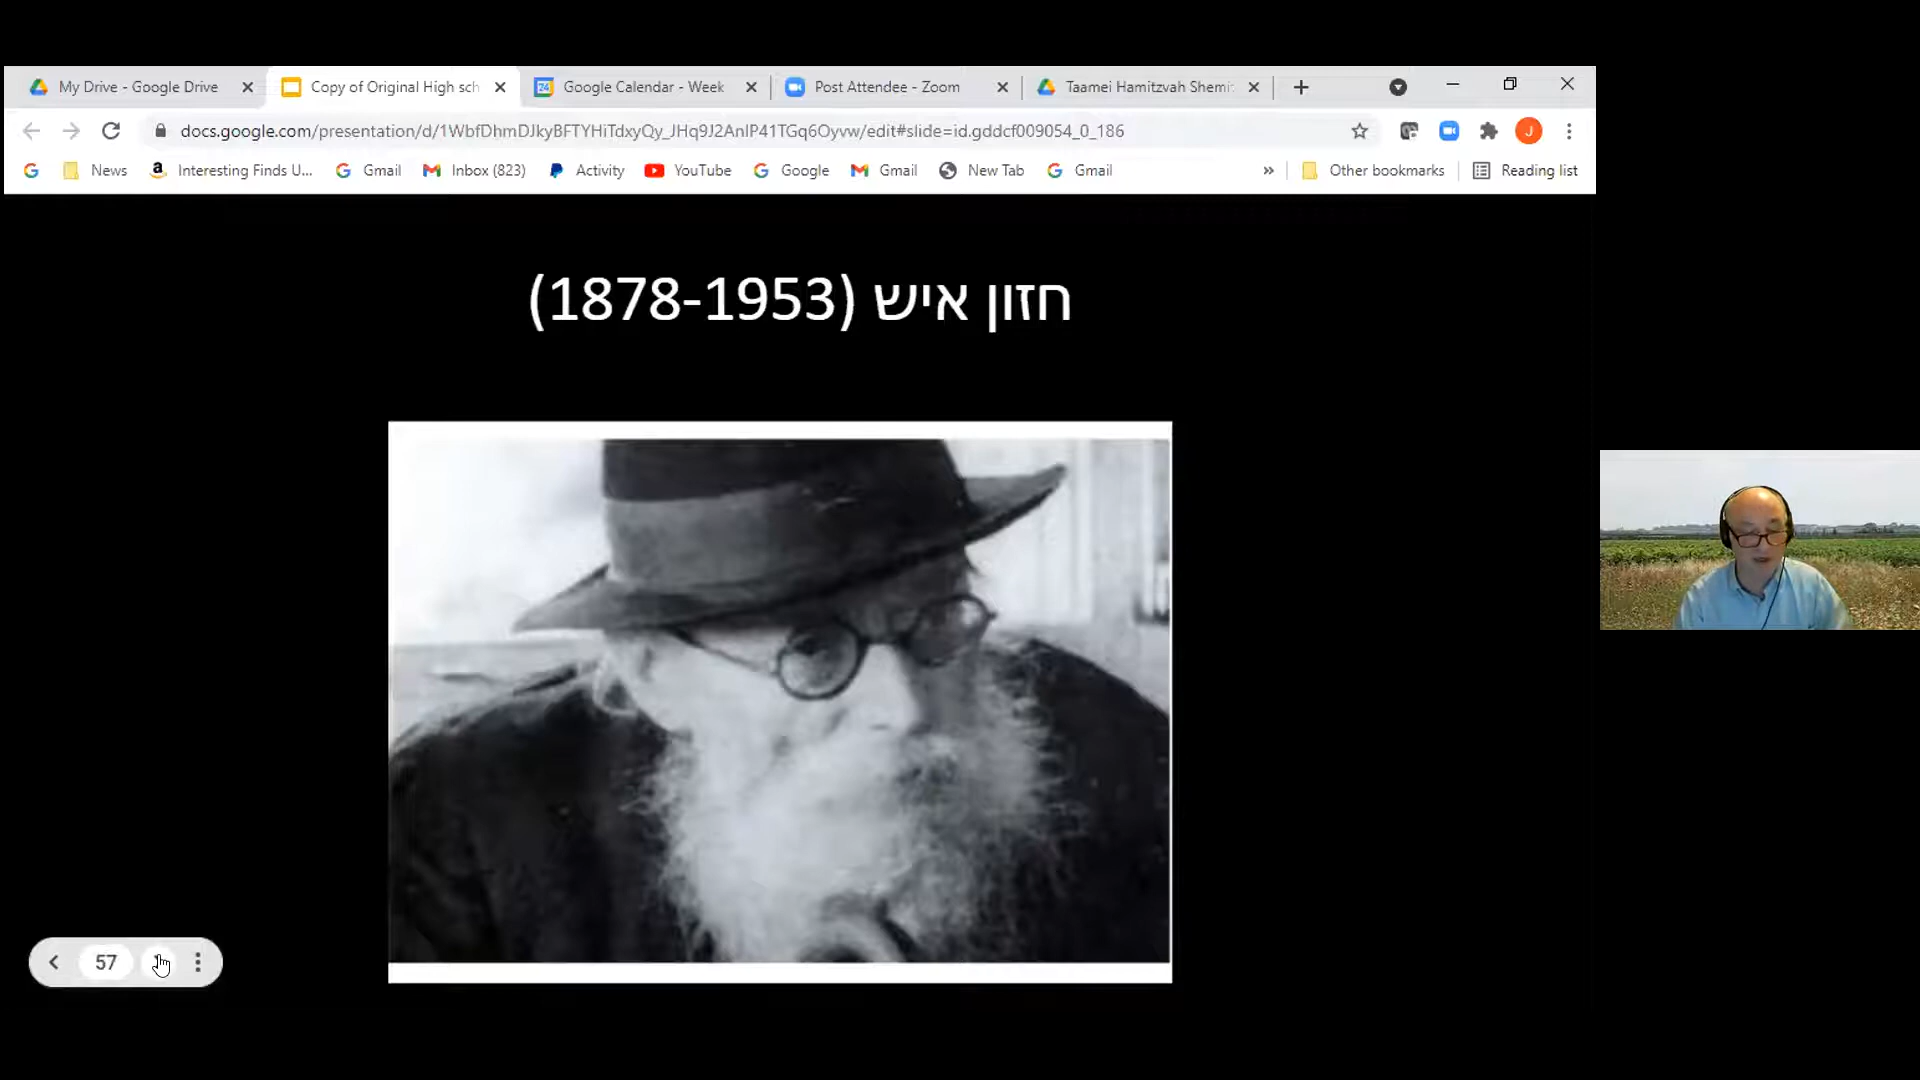 My Drive - Google Drive
Copy of Original High sch
Google Calendar - Week
Post Attendee - Zoom
Taamei Hamitzvah Shemit
docs.google.com/presentation/d/1WbfDhmDJkyBFTYHiTdxyQy_JHq9J2AnIP41TGq6Oyvw/edit#slide=id.gddcf009054_0_186
J
News
Interesting Finds U...
Gmail
Inbox (823)
Activity
YouTube
Google
Gmail
New Tab
Gmail
»
Other bookmarks
Reading list
חזון איש (1878-1953)
57